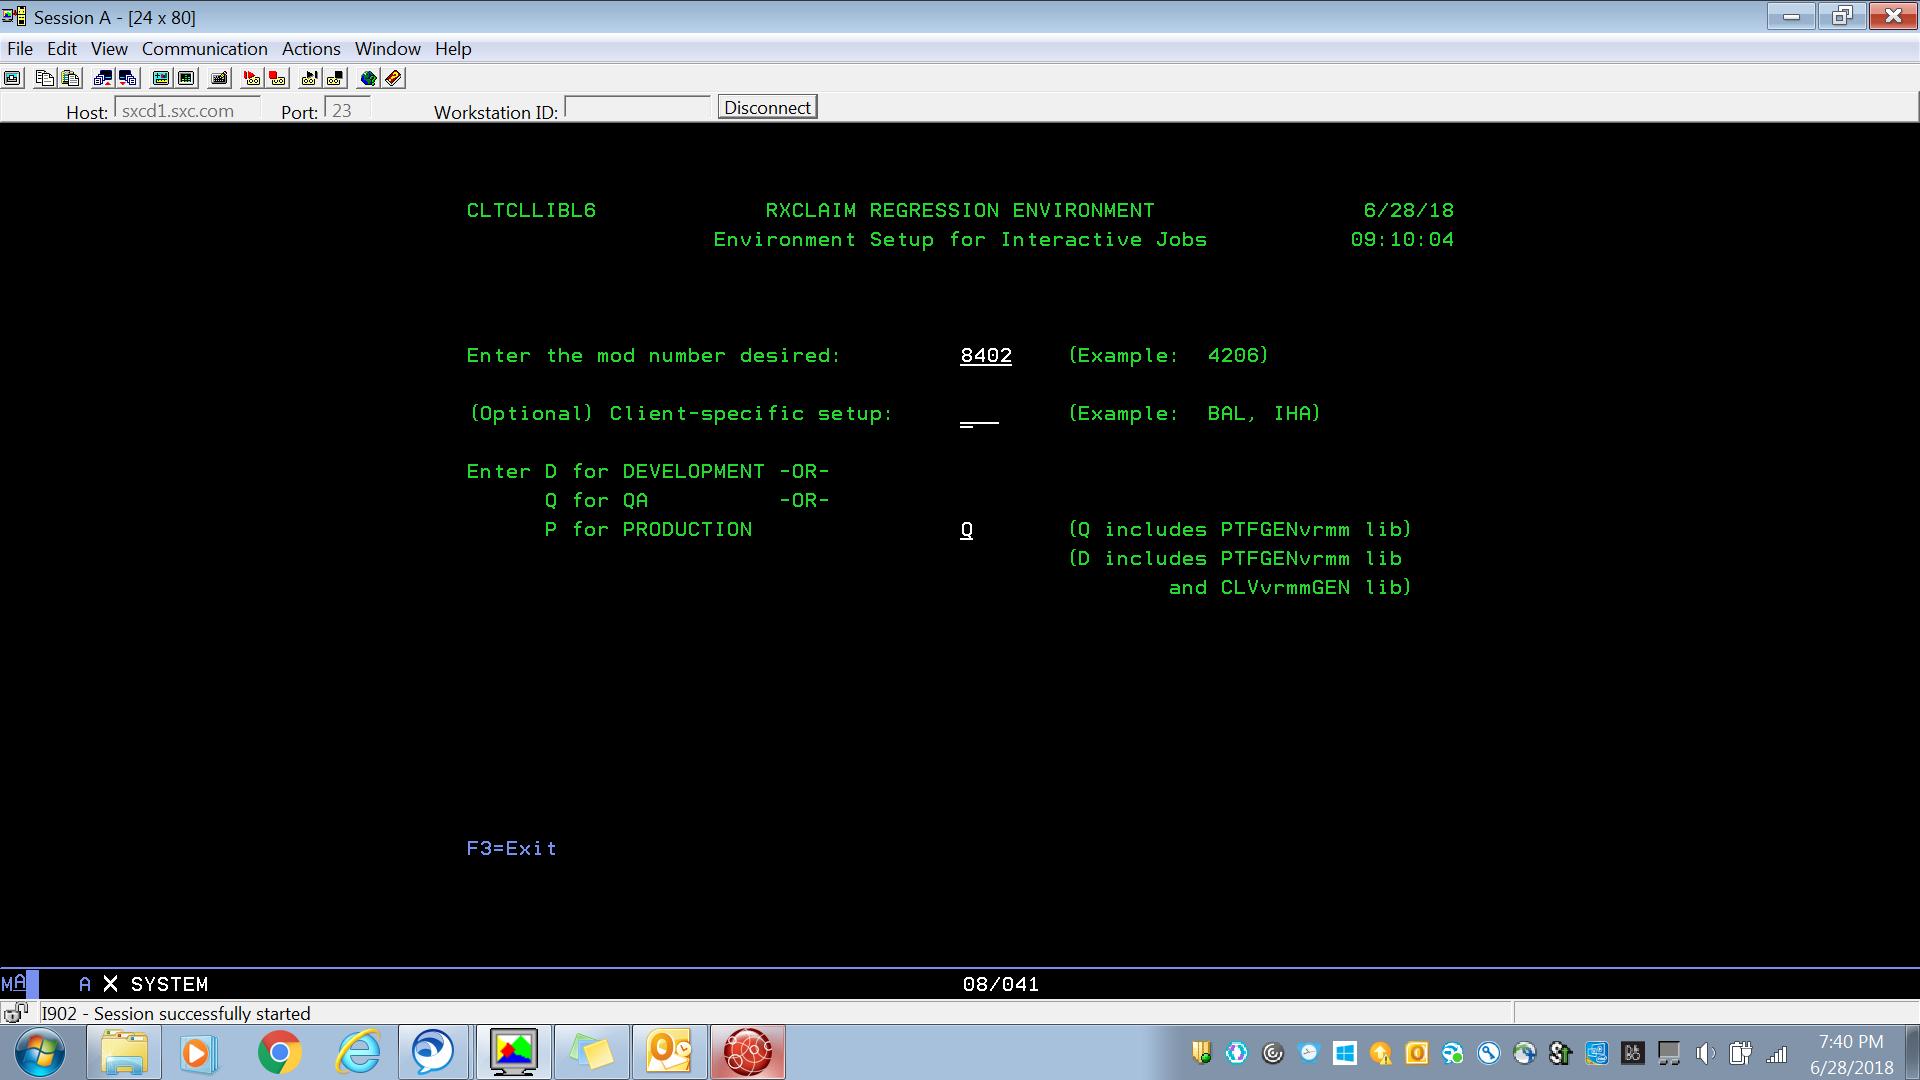 Session A - [24 x 80]
File Edit View Communication Actions Window Help
Host: sxcd1.sxc.com Port: 23 Workstation ID: Disconnect
CLTCLLIBL6 RXCLAIM REGRESSION ENVIRONMENT 6/28/18
Environment Setup for Interactive Jobs 09:10:04
Enter the mod number desired: 8402 (Example: 4206)
(Optional) Client-specific setup: ___ (Example: BAL, IHA)
Enter D for DEVELOPMENT -OR-
Q for QA -OR-
P for PRODUCTION Q (Q includes PTFGENvrmm lib)
(D includes PTFGENvrmm lib
and CLVvrmmGEN lib)
F3=Exit
MA A X SYSTEM 08/041
I902 - Session successfully started
7:40 PM
6/28/2018